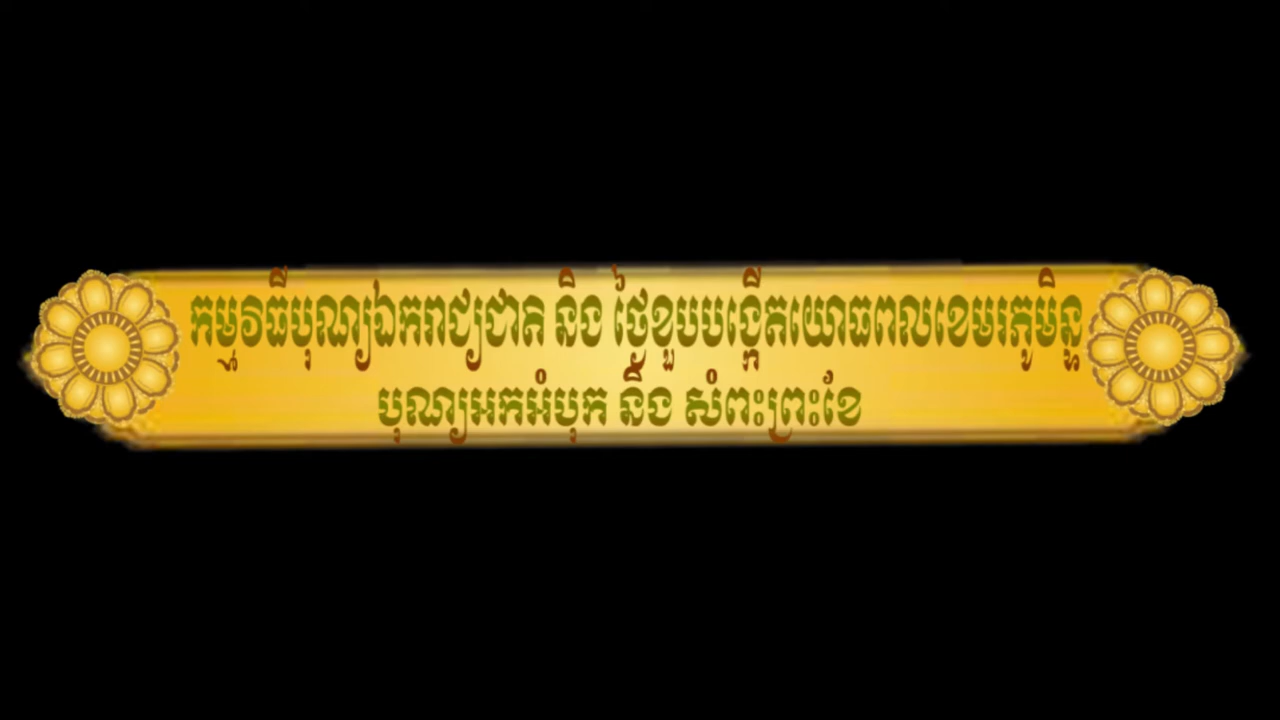 កម្មវិធីបុណ្យឯករាជ្យជាតិ និង ថ្ងៃខួបបង្កើតយោធពលខេមរភូមិន្ទ
បុណ្យអកអំបុក និង សំពះព្រះខែ